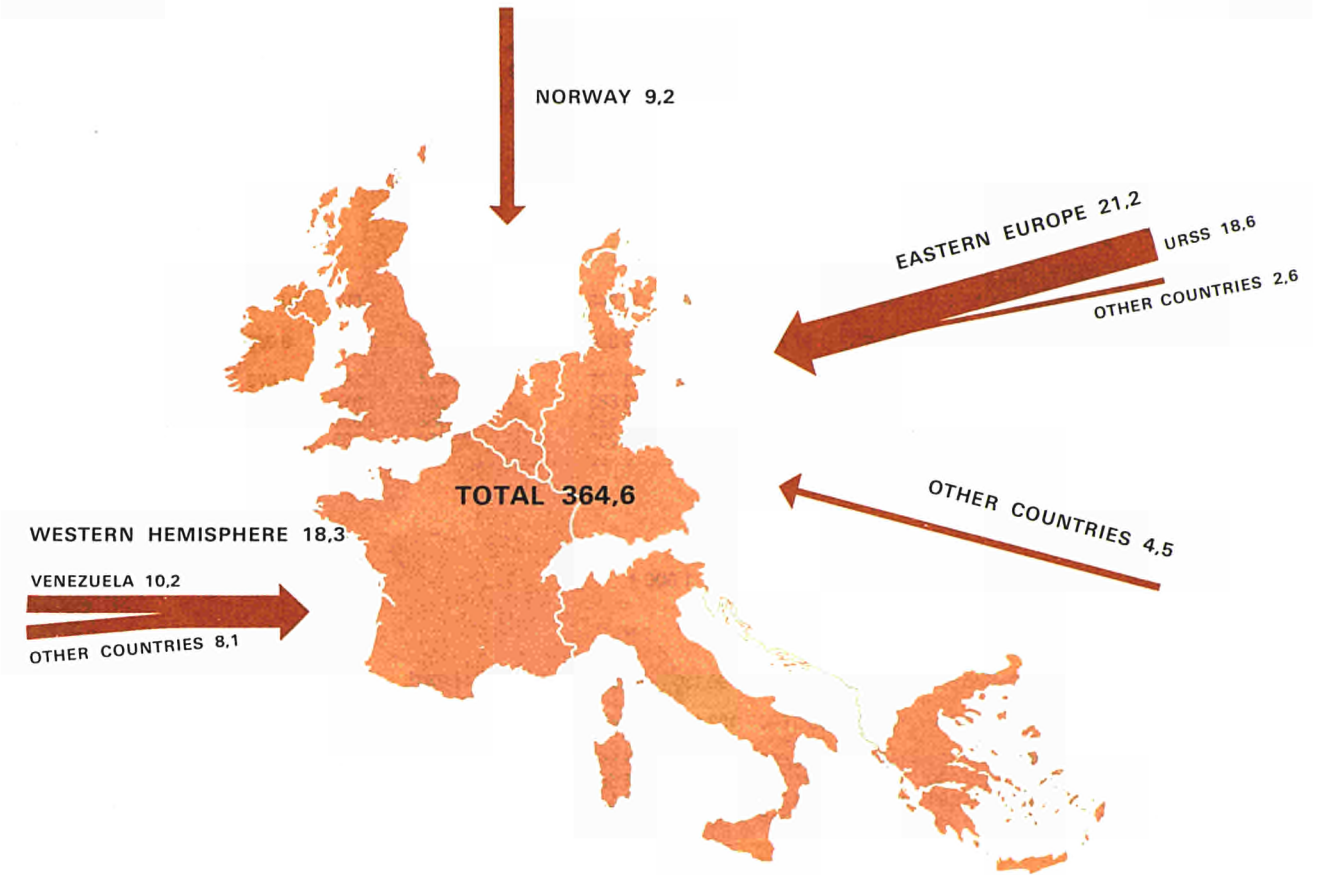 NORWAY 9,2
EASTERN EUROPE 21,2
URSS 18,6
OTHER COUNTRIES 2,6
TOTAL 364,6
OTHER COUNTRIES 4,5
WESTERN HEMISPHERE 18,3
VENEZUELA 10,2
OTHER COUNTRIES 8,1